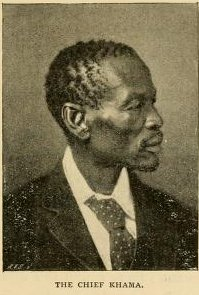 THE CHIEF KHAMA.